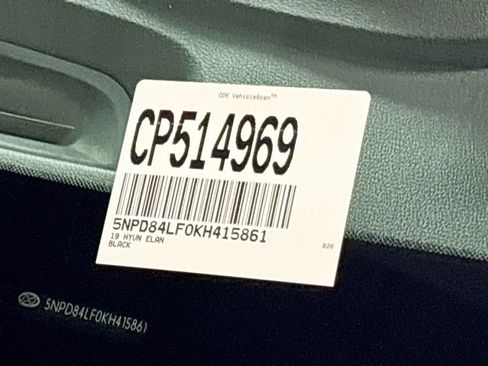 CDK VehicleScan™
CP514969
5NPD84LF0KH415861
19 HYUN ELAN
BLACK
826
5NPD84LF0KH415861